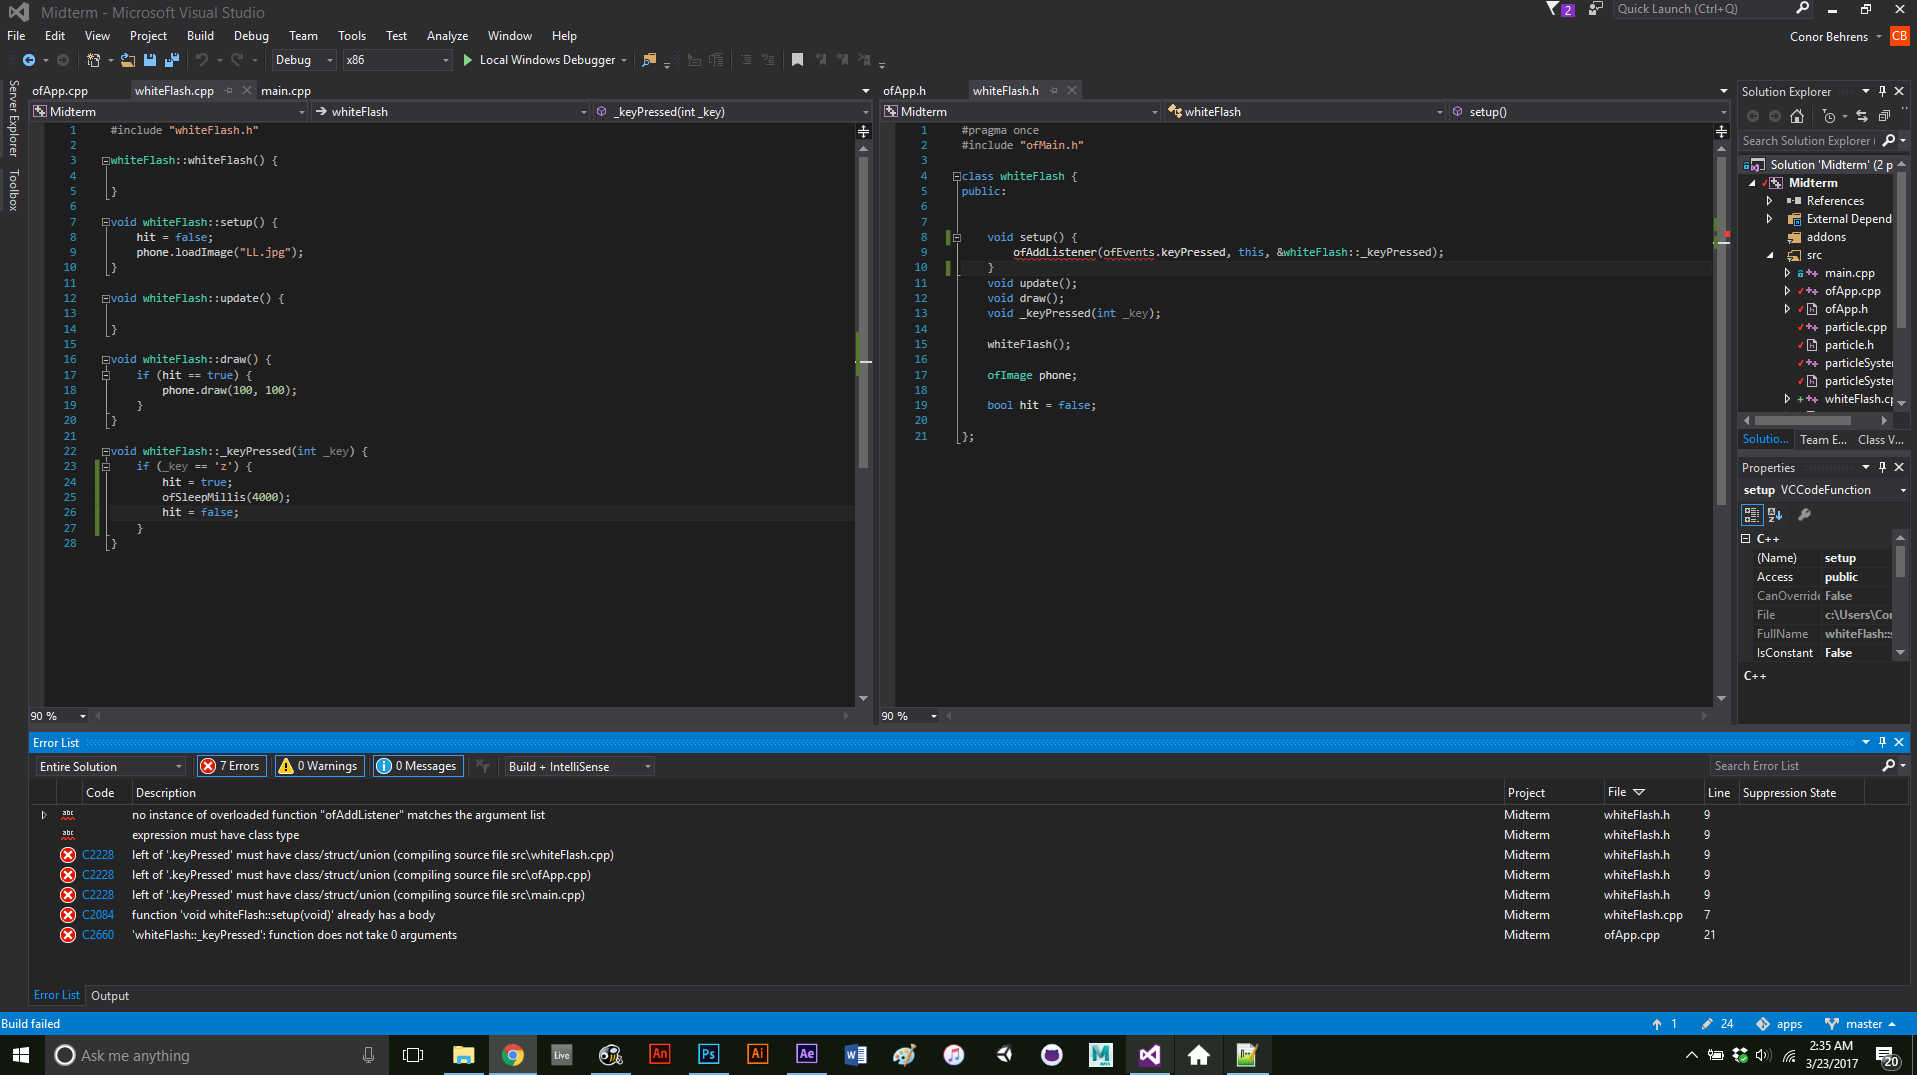 Midterm - Microsoft Visual Studio
2
Quick Launch (Ctrl+Q)
File Edit View Project Build Debug Team Tools Test Analyze Window Help
Conor Behrens CB
Debug x86 Local Windows Debugger
Server Explorer
Toolbox
ofApp.cpp whiteFlash.cpp main.cpp
Midterm whiteFlash _keyPressed(int _key)
1 #include "whiteFlash.h"
2
3 whiteFlash::whiteFlash() {
4
5 }
6
7 void whiteFlash::setup() {
8 hit = false;
9 phone.loadImage("LL.jpg");
10 }
11
12 void whiteFlash::update() {
13
14 }
15
16 void whiteFlash::draw() {
17 if (hit == true) {
18 phone.draw(100, 100);
19 }
20 }
21
22 void whiteFlash::_keyPressed(int _key) {
23 if (_key == 'z') {
24 hit = true;
25 ofSleepMillis(4000);
26 hit = false;
27 }
28 }
90 %
ofApp.h whiteFlash.h
Midterm whiteFlash setup()
1 #pragma once
2 #include "ofMain.h"
3
4 class whiteFlash {
5 public:
6
7
8 void setup() {
9 ofAddListener(ofEvents.keyPressed, this, &whiteFlash::_keyPressed);
10 }
11 void update();
12 void draw();
13 void _keyPressed(int _key);
14
15 whiteFlash();
16
17 ofImage phone;
18
19 bool hit = false;
20
21 };
90 %
Solution Explorer
Search Solution Explorer (
Solution 'Midterm' (2 p
Midterm
References
External Depend
addons
src
main.cpp
ofApp.cpp
ofApp.h
particle.cpp
particle.h
particleSyster
particleSyster
whiteFlash.cp
Solutio... Team E... Class V...
Properties
setup VCCodeFunction
C++
(Name) setup
Access public
CanOverride False
File c:\Users\Cor
FullName whiteFlash::s
IsConstant False
C++
Error List
Entire Solution 7 Errors 0 Warnings 0 Messages Build + IntelliSense Search Error List
Code Description Project File Line Suppression State
no instance of overloaded function "ofAddListener" matches the argument list Midterm whiteFlash.h 9
expression must have class type Midterm whiteFlash.h 9
C2228 left of '.keyPressed' must have class/struct/union (compiling source file src\whiteFlash.cpp) Midterm whiteFlash.h 9
C2228 left of '.keyPressed' must have class/struct/union (compiling source file src\ofApp.cpp) Midterm whiteFlash.h 9
C2228 left of '.keyPressed' must have class/struct/union (compiling source file src\main.cpp) Midterm whiteFlash.h 9
C2084 function 'void whiteFlash::setup(void)' already has a body Midterm whiteFlash.cpp 7
C2660 'whiteFlash::_keyPressed': function does not take 0 arguments Midterm ofApp.cpp 21
Error List Output
Build failed
1 24 apps master
Ask me anything
Live An Ps Ai Ae
2:35 AM
3/23/2017
20